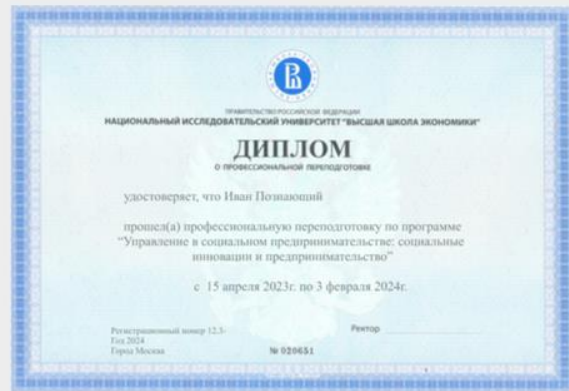 ПРАВИТЕЛЬСТВО РОССИЙСКОЙ ФЕДЕРАЦИИ
НАЦИОНАЛЬНЫЙ ИССЛЕДОВАТЕЛЬСКИЙ УНИВЕРСИТЕТ "ВЫСШАЯ ШКОЛА ЭКОНОМИКИ"
ДИПЛОМ
О ПРОФЕССИОНАЛЬНОЙ ПЕРЕПОДГОТОВКЕ
удостоверяет, что Иван Познающий
прошел(а) профессиональную переподготовку по программе
"Управление в социальном предпринимательстве: социальные
инновации и предпринимательство"
с 15 апреля 2023г. по 3 февраля 2024г.
Регистрационный номер 12.3-
Год 2024
Город Москва
№ 020651
Ректор